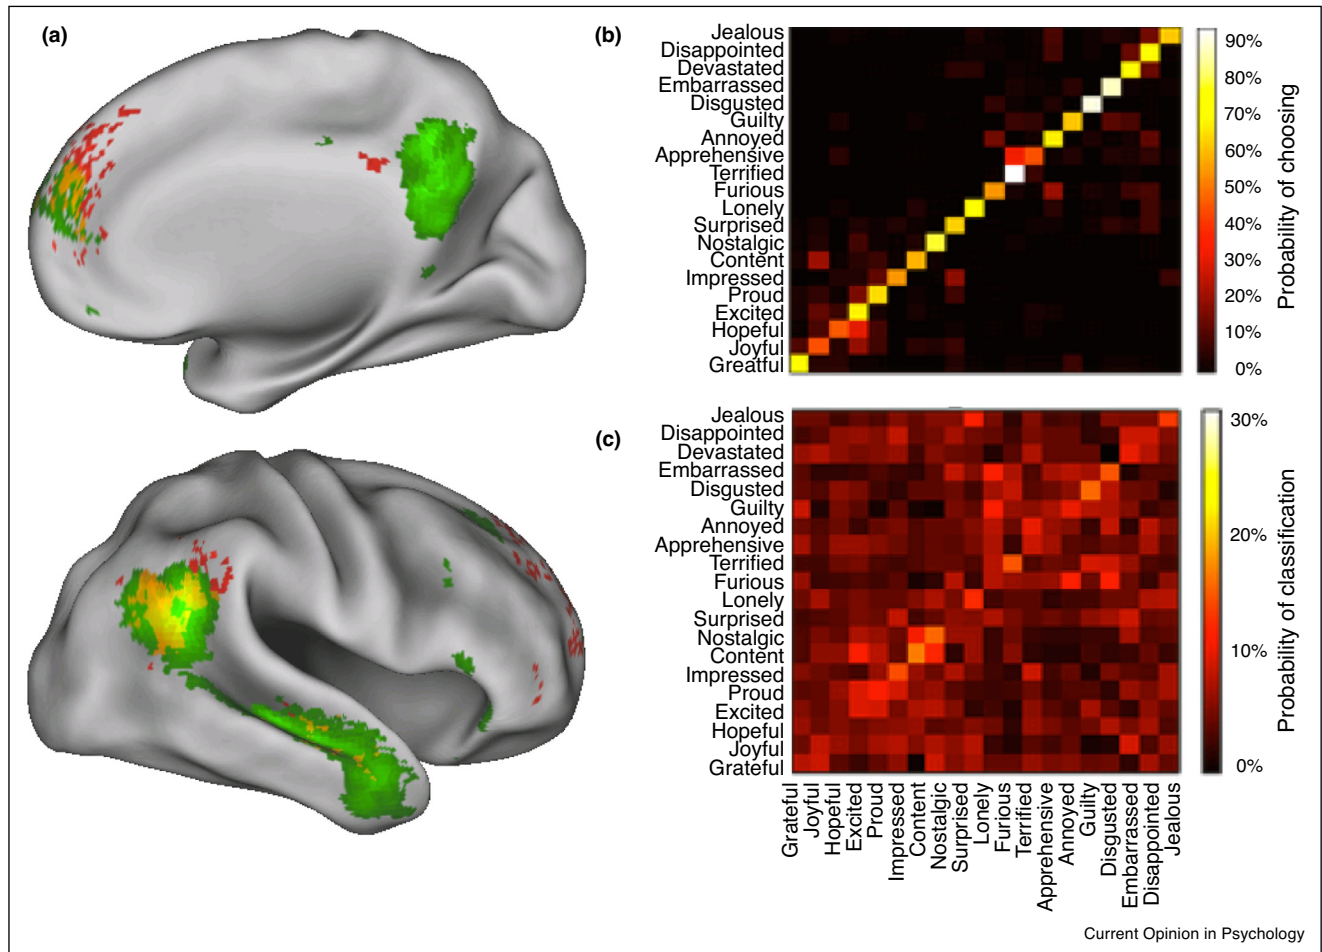 (a)
(b)
Jealous
Disappointed
Devastated
Embarrassed
Disgusted
Guilty
Annoyed
Apprehensive
Terrified
Furious
Lonely
Surprised
Nostalgic
Content
Impressed
Proud
Excited
Hopeful
Joyful
Greatful
90%
80%
70%
60%
50%
40%
30%
20%
10%
0%
Probability of choosing
(c)
Jealous
Disappointed
Devastated
Embarrassed
Disgusted
Guilty
Annoyed
Apprehensive
Terrified
Furious
Lonely
Surprised
Nostalgic
Content
Impressed
Proud
Excited
Hopeful
Joyful
Grateful
30%
20%
10%
0%
Probability of classification
Grateful
Joyful
Hopeful
Excited
Proud
Impressed
Content
Nostalgic
Surprised
Lonely
Furious
Terrified
Apprehensive
Annoyed
Guilty
Disgusted
Embarrassed
Disappointed
Jealous
Current Opinion in Psychology